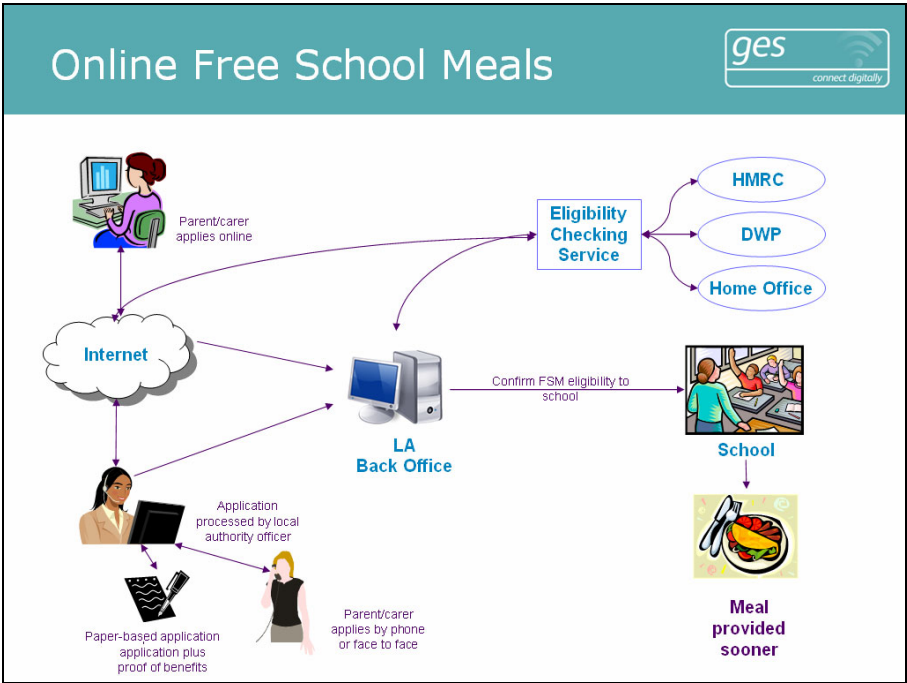 Online Free School Meals
ges
connect digitally
Parent/carer
applies online
Eligibility
Checking
Service
HMRC
DWP
Home Office
Internet
LA
Back Office
Confirm FSM eligibility to
school
School
Application
processed by local
authority officer
Paper-based application
application plus
proof of benefits
Parent/carer
applies by phone
or face to face
Meal
provided
sooner